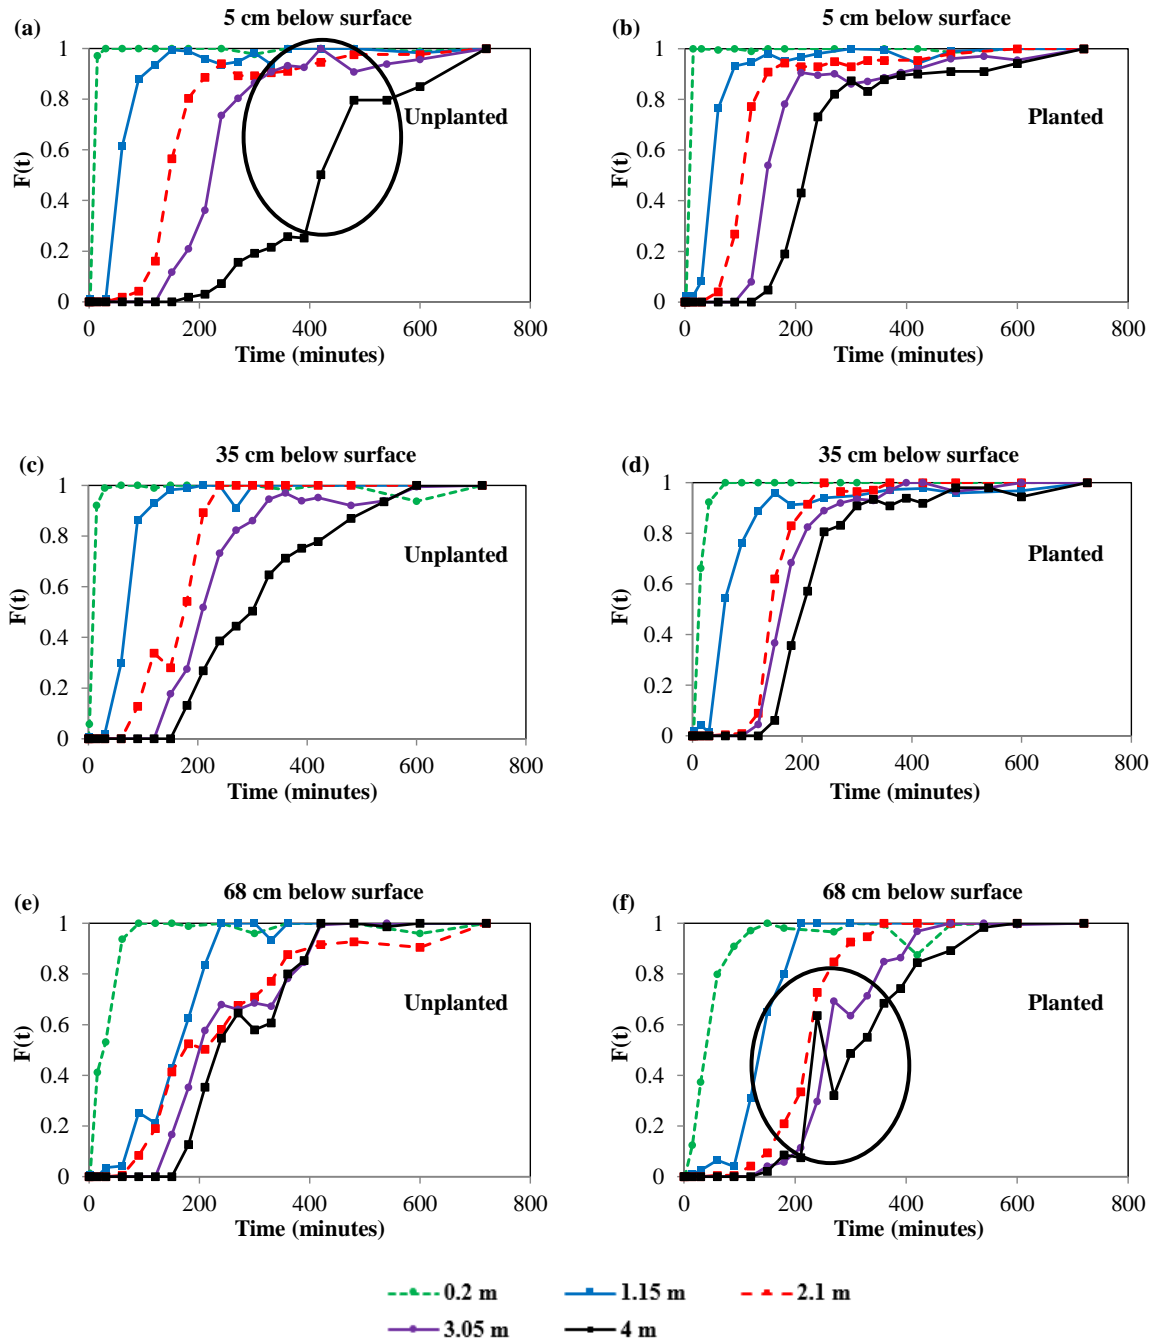 (a) 5 cm below surface
F(t)
1
0.8
0.6
0.4
0.2
0
Unplanted
0 200 400 600 800
Time (minutes)
(b) 5 cm below surface
F(t)
1
0.8
0.6
0.4
0.2
0
Planted
0 200 400 600 800
Time (minutes)
(c) 35 cm below surface
F(t)
1
0.8
0.6
0.4
0.2
0
Unplanted
0 200 400 600 800
Time (minutes)
(d) 35 cm below surface
F(t)
1
0.8
0.6
0.4
0.2
0
Planted
0 200 400 600 800
Time (minutes)
(e) 68 cm below surface
F(t)
1
0.8
0.6
0.4
0.2
0
Unplanted
0 200 400 600 800
Time (minutes)
(f) 68 cm below surface
F(t)
1
0.8
0.6
0.4
0.2
0
Planted
0 200 400 600 800
Time (minutes)
0.2 m 1.15 m 2.1 m
3.05 m 4 m